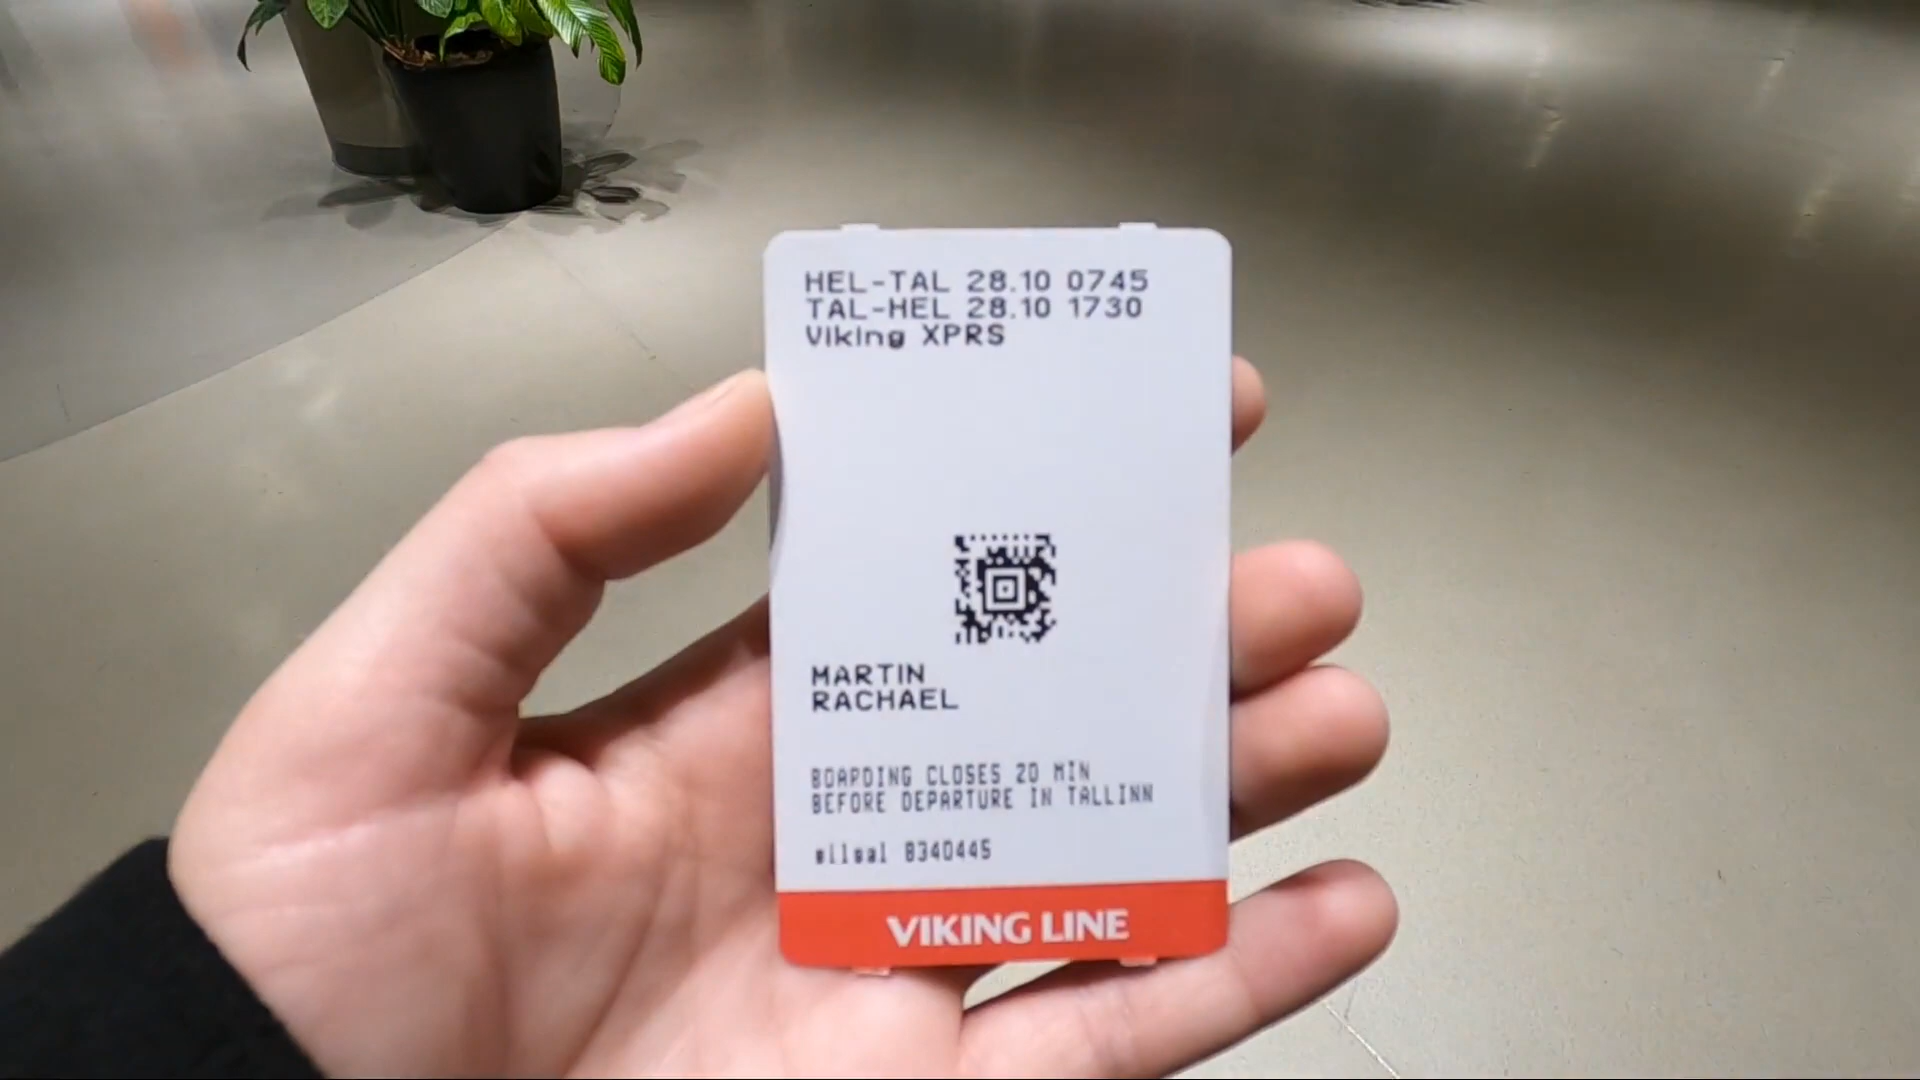 HEL-TAL 28.10 0745
TAL-HEL 28.10 1730
Viking XPRS
MARTIN
RACHAEL
BOARDING CLOSES 20 MIN
BEFORE DEPARTURE IN TALLINN
8340445
VIKING LINE